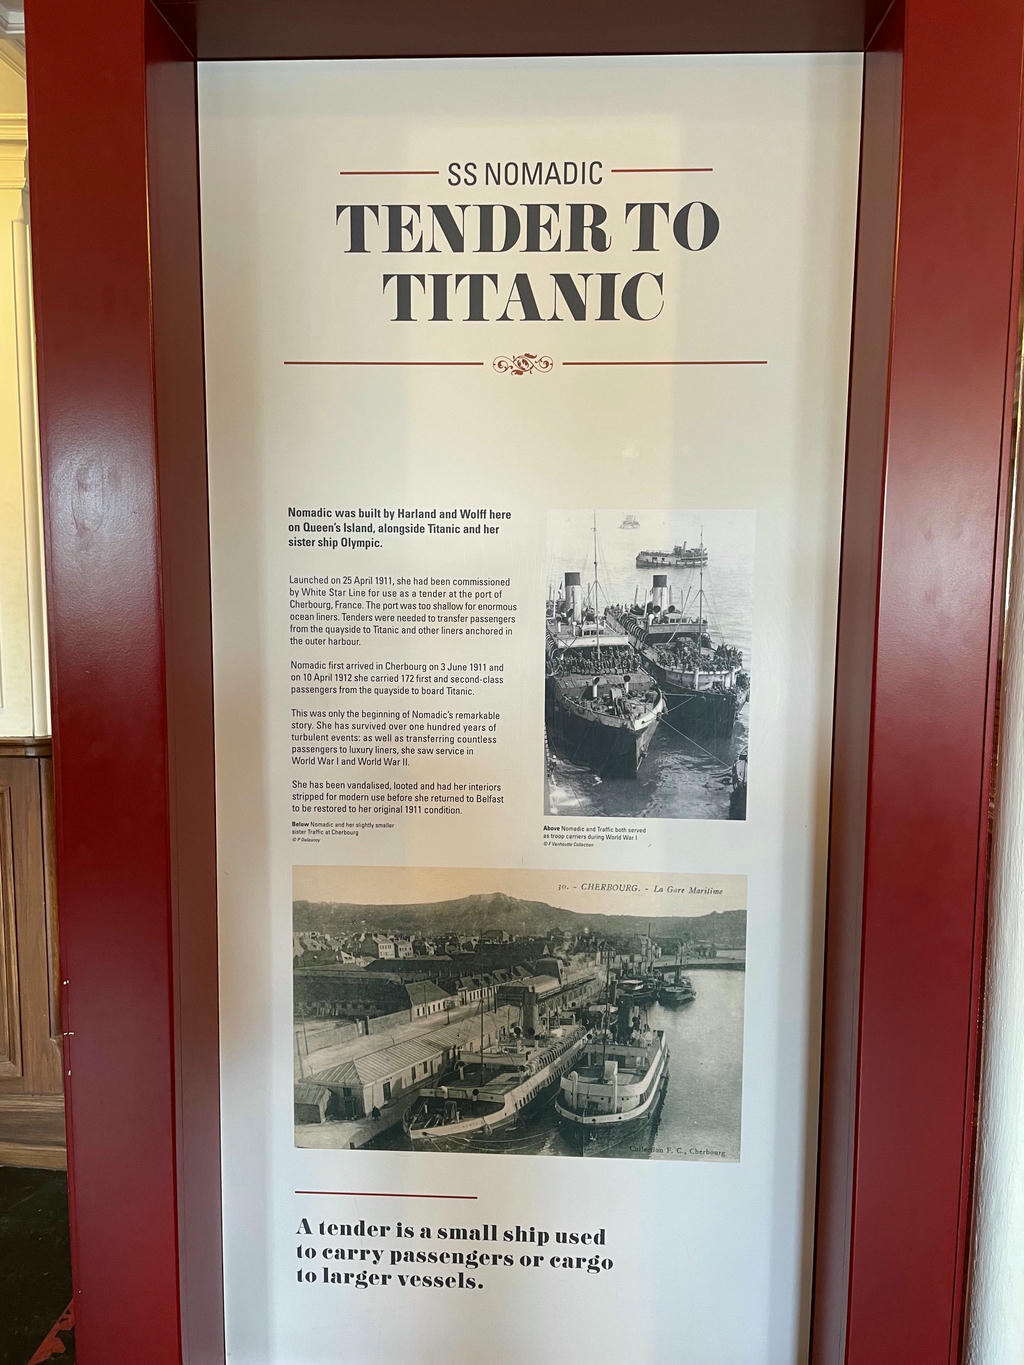 SS NOMADIC
TENDER TO
TITANIC
Nomadic was built by Harland and Wolff here
on Queen's Island, alongside Titanic and her
sister ship Olympic.
Launched on 25 April 1911, she had been commissioned
by White Star Line for use as a tender at the port of
Cherbourg, France. The port was too shallow for enormous
ocean liners. Tenders were needed to transfer passengers
from the quayside to Titanic and other liners anchored in
the outer harbour.
Nomadic first arrived in Cherbourg on 3 June 1911 and
on 10 April 1912 she carried 172 first and second-class
passengers from the quayside to board Titanic.
This was only the beginning of Nomadic's remarkable
story. She has survived over one hundred years of
turbulent events: as well as transferring countless
passengers to luxury liners, she saw service in
World War I and World War II.
She has been vandalised, looted and had her interiors
stripped for modern use before she returned to Belfast
to be restored to her original 1911 condition.
Below Nomadic and her slightly smaller
sister Traffic at Cherbourg
© P Delaunoy
Above Nomadic and Traffic both served
as troop carriers during World War I
© F Vanhoutte Collection
30. - CHERBOURG. - La Gare Maritime
Collection F. C., Cherbourg
A tender is a small ship used
to carry passengers or cargo
to larger vessels.